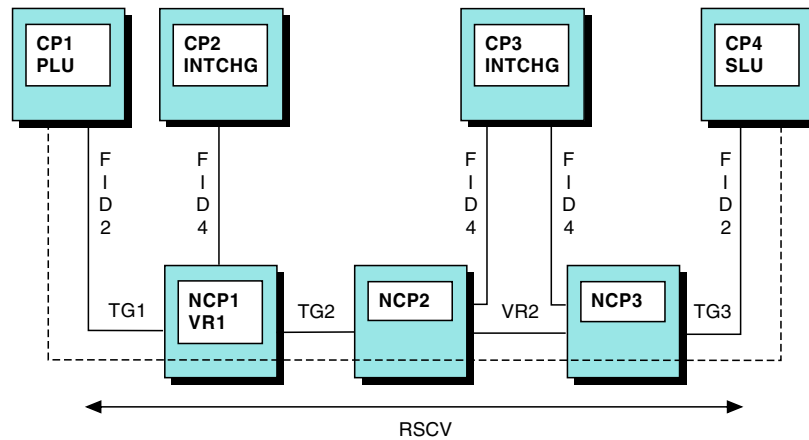 CP1
PLU
CP2
INTCHG
CP3
INTCHG
CP4
SLU
F
I
D
2
F
I
D
4
F
I
D
4
F
I
D
4
F
I
D
2
TG1
NCP1
VR1
TG2
NCP2
VR2
NCP3
TG3
RSCV